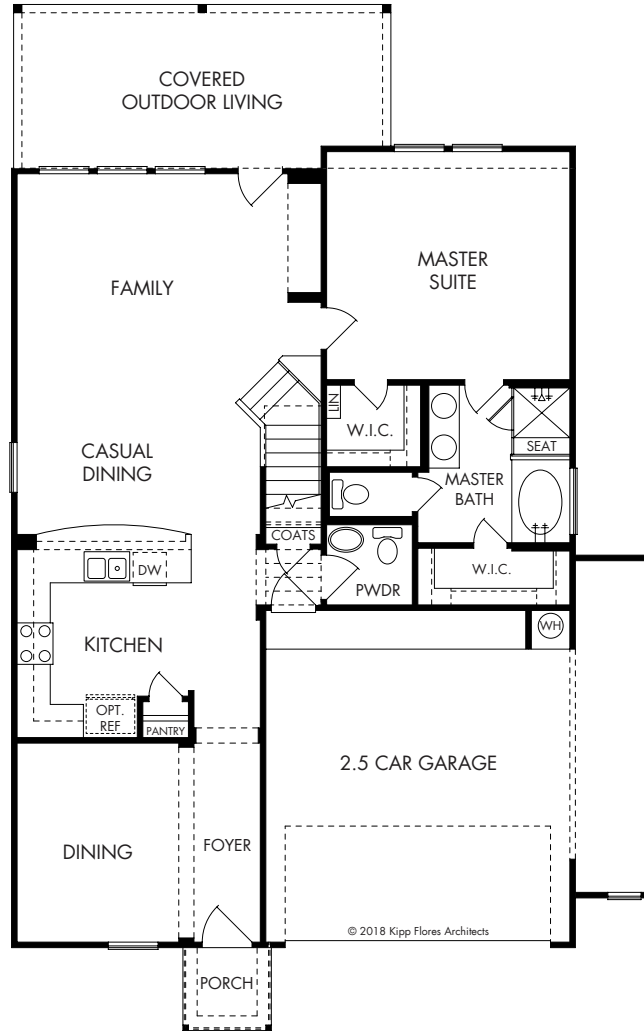 COVERED
OUTDOOR LIVING
FAMILY
MASTER
SUITE
LIN
W.I.C.
SEAT
CASUAL
DINING
MASTER
BATH
COATS
DW
PWDR
W.I.C.
WH
KITCHEN
OPT.
REF
PANTRY
2.5 CAR GARAGE
DINING
FOYER
© 2018 Kipp Flores Architects
PORCH